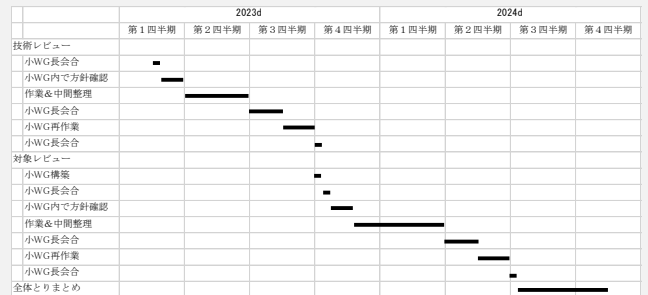 2023d 2024d
第１四半期 第２四半期 第３四半期 第４四半期 第１四半期 第２四半期 第３四半期 第４四半期
技術レビュー
小WG長会合
小WG内で方針確認
作業＆中間整理
小WG長会合
小WG再作業
小WG長会合
対象レビュー
小WG構築
小WG長会合
小WG内で方針確認
作業＆中間整理
小WG長会合
小WG再作業
小WG長会合
全体とりまとめ